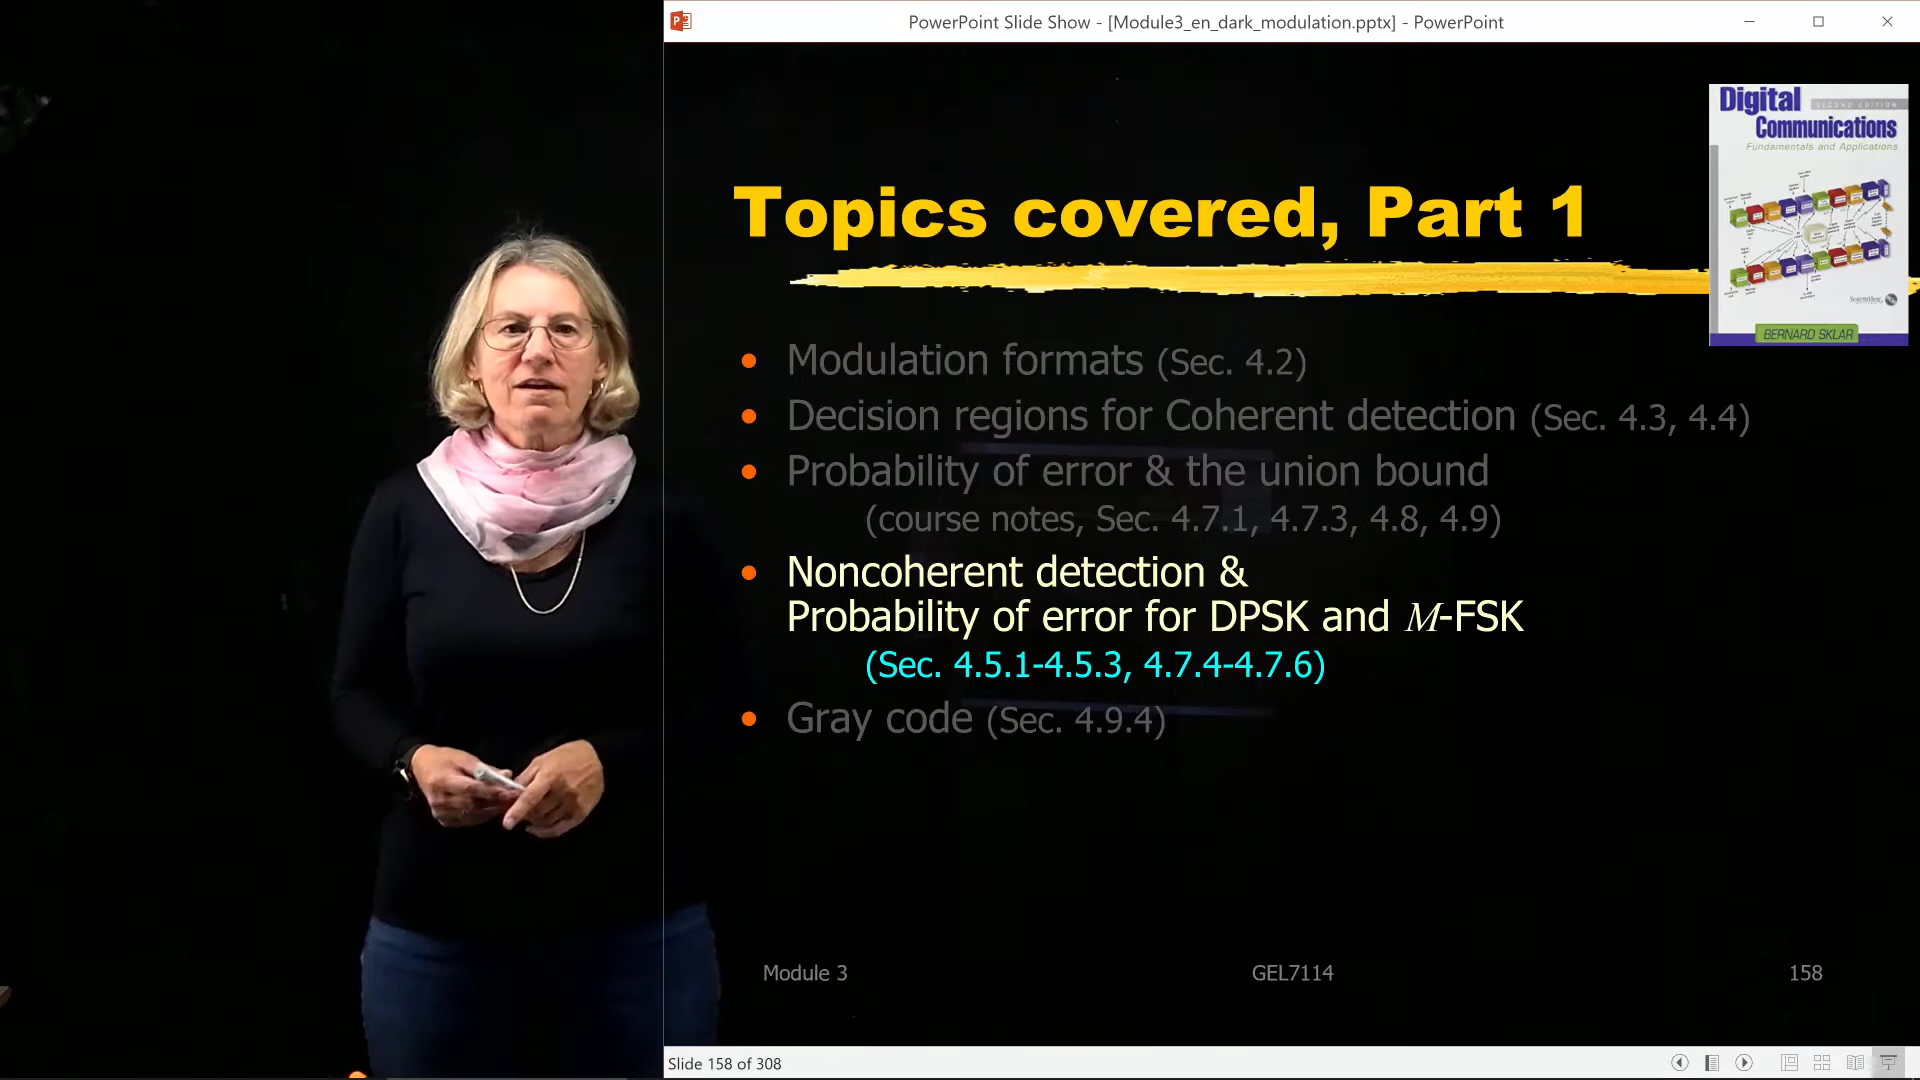 PowerPoint Slide Show - [Module3_en_dark_modulation.pptx] - PowerPoint
Digital
SECOND EDITION
Communications
Fundamentals and Applications
BERNARD SKLAR
Topics covered, Part 1
• Modulation formats (Sec. 4.2)
• Decision regions for Coherent detection (Sec. 4.3, 4.4)
• Probability of error & the union bound
(course notes, Sec. 4.7.1, 4.7.3, 4.8, 4.9)
• Noncoherent detection &
Probability of error for DPSK and M-FSK
(Sec. 4.5.1-4.5.3, 4.7.4-4.7.6)
• Gray code (Sec. 4.9.4)
Module 3
GEL7114
158
Slide 158 of 308